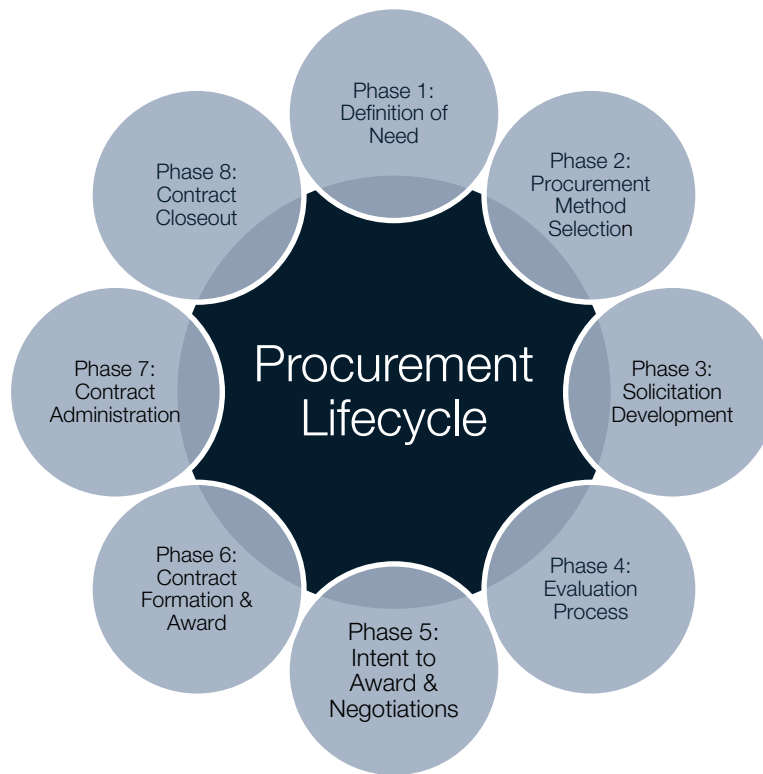 Phase 1:
Definition of
Need
Phase 2:
Procurement
Method
Selection
Phase 3:
Solicitation
Development
Phase 4:
Evaluation
Process
Phase 5:
Intent to
Award &
Negotiations
Phase 6:
Contract
Formation &
Award
Phase 7:
Contract
Administration
Phase 8:
Contract
Closeout
Procurement
Lifecycle